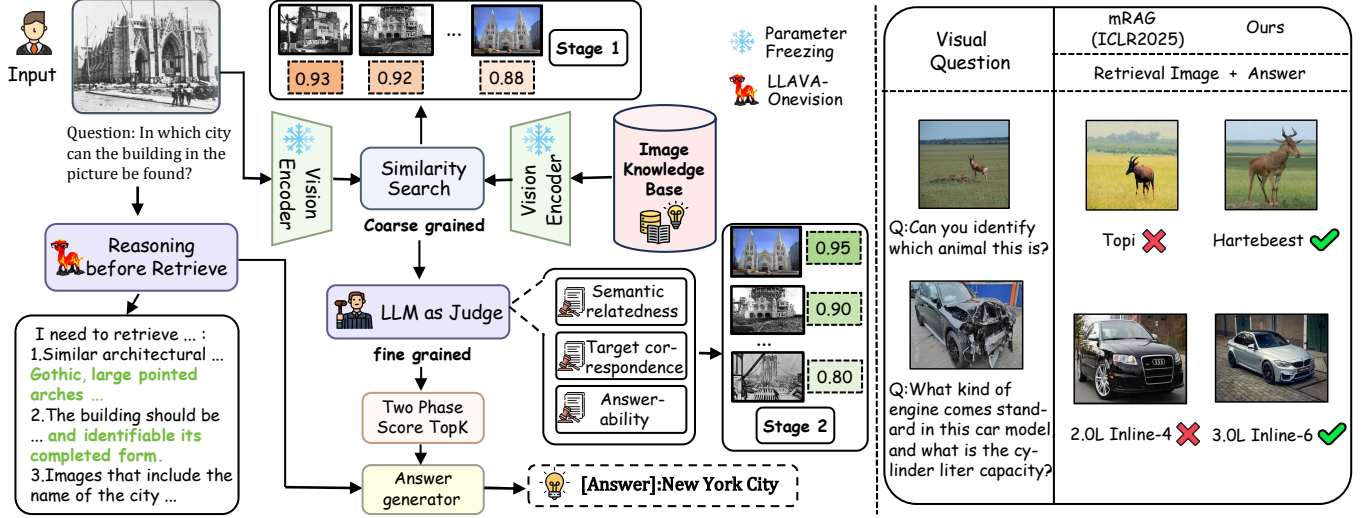 Input
Question: In which city
can the building in the
picture be found?
Reasoning
before Retrieve
I need to retrieve ... :
1.Similar architectural ...
Gothic, large pointed
arches ...
2.The building should be
... and identifiable its
completed form.
3.Images that include the
name of the city ...
0.93
0.92
...
0.88
Stage 1
Vision
Encoder
Similarity
Search
Vision
Encoder
Image
Knowledge
Base
Parameter
Freezing
LLAVA-
Onevision
Coarse grained
LLM as Judge
fine grained
Two Phase
Score TopK
Answer
generator
[Answer]:New York City
Semantic
relatedness
Target cor-
respondence
Answer-
ability
0.95
0.90
...
0.80
Stage 2
Visual
Question
mRAG
(ICLR2025)
Ours
Retrieval Image + Answer
Q:Can you identify
which animal this is?
Topi
Hartebeest
Q:What kind of
engine comes stand-
ard in this car model
and what is the cy-
linder liter capacity?
2.0L Inline-4
3.0L Inline-6